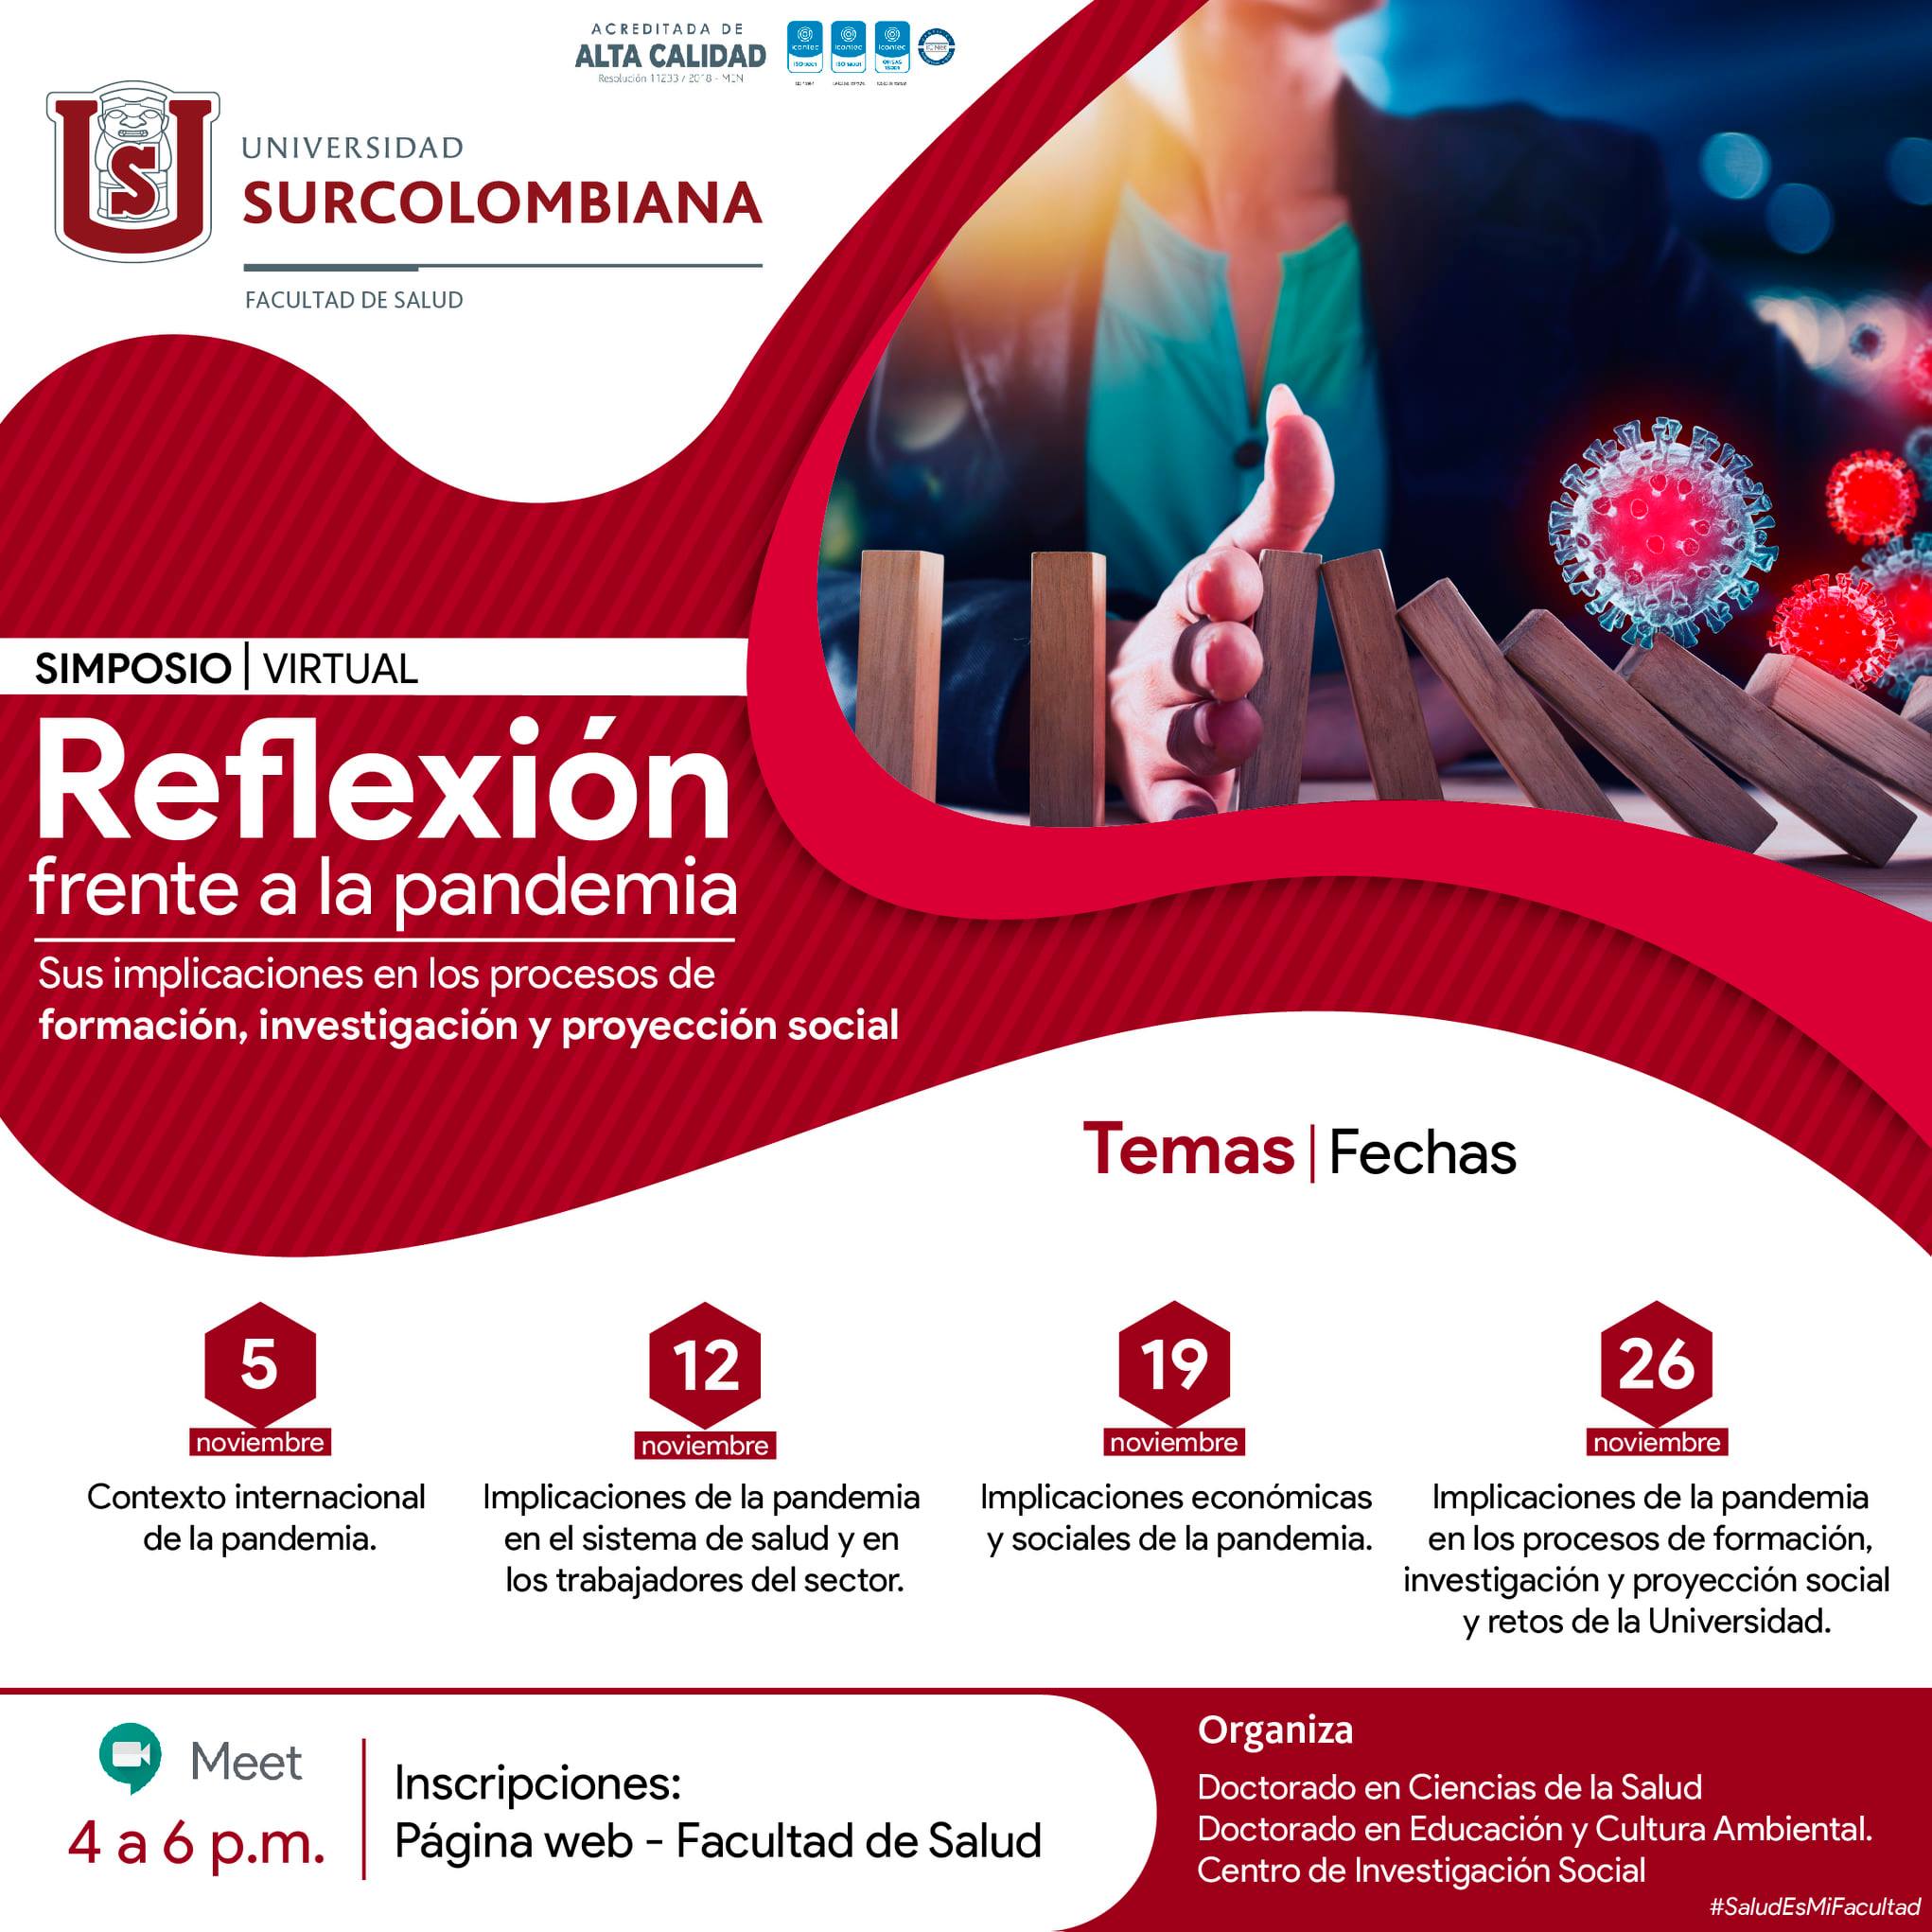 ACREDITADA DE
ALTA CALIDAD
Resolución 11233 / 2018 - MEN
icontec icontec icontec
ISO 9001 ISO 14001 OHSAS 18001
UNIVERSIDAD
SURCOLOMBIANA
FACULTAD DE SALUD
SIMPOSIO | VIRTUAL
Reflexión
frente a la pandemia
Sus implicaciones en los procesos de
formación, investigación y proyección social
Temas | Fechas
5
noviembre
Contexto internacional
de la pandemia.
12
noviembre
Implicaciones de la pandemia
en el sistema de salud y en
los trabajadores del sector.
19
noviembre
Implicaciones económicas
y sociales de la pandemia.
26
noviembre
Implicaciones de la pandemia
en los procesos de formación,
investigación y proyección social
y retos de la Universidad.
Meet
4 a 6 p.m.
Inscripciones:
Página web - Facultad de Salud
Organiza
Doctorado en Ciencias de la Salud
Doctorado en Educación y Cultura Ambiental.
Centro de Investigación Social
#SaludEsMiFacultad